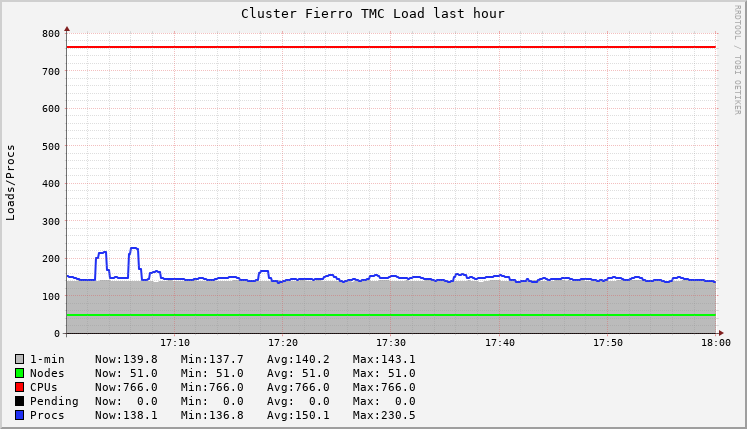 Cluster Fierro TMC Load last hour
RRDTOOL / TOBI OETIKER
Loads/Procs
800
700
600
500
400
300
200
100
0
17:10 17:20 17:30 17:40 17:50 18:00
1-min Now:139.8 Min:137.7 Avg:140.2 Max:143.1
Nodes Now: 51.0 Min: 51.0 Avg: 51.0 Max: 51.0
CPUs Now:766.0 Min:766.0 Avg:766.0 Max:766.0
Pending Now: 0.0 Min: 0.0 Avg: 0.0 Max: 0.0
Procs Now:138.1 Min:136.8 Avg:150.1 Max:230.5